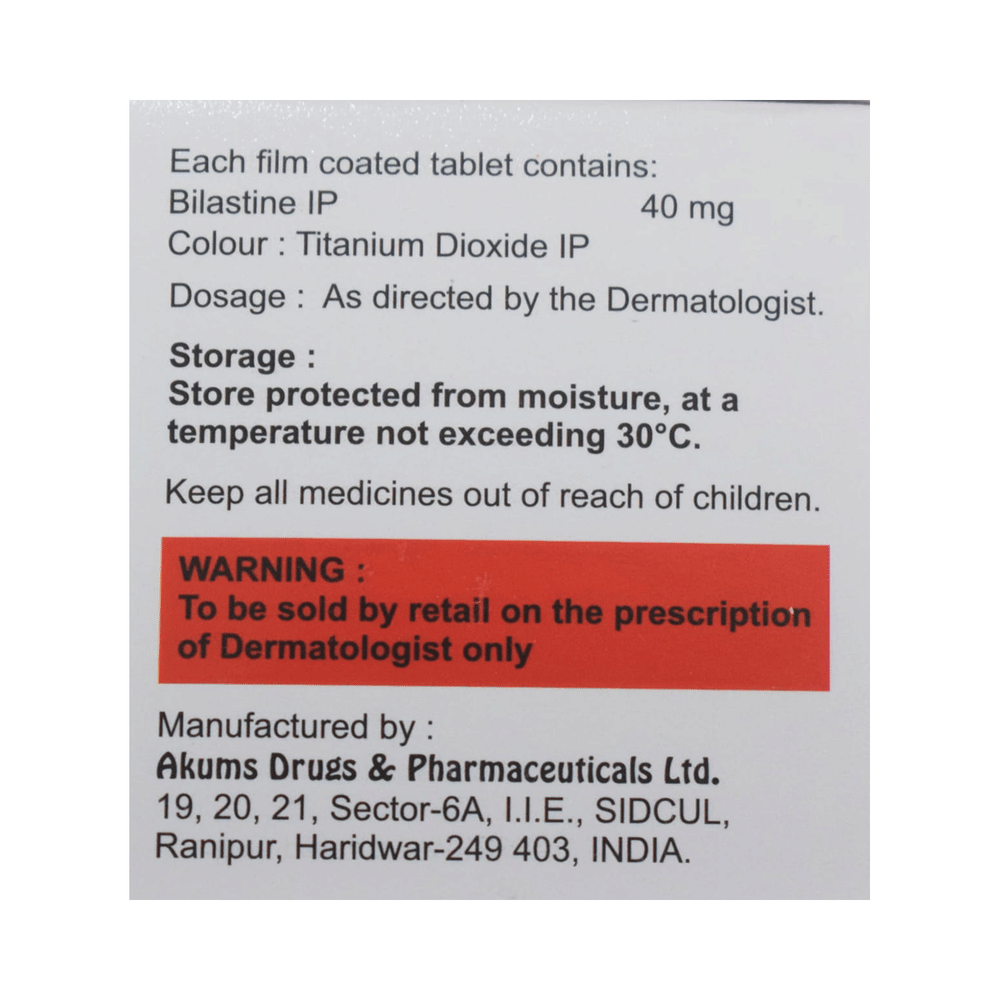 Each film coated tablet contains:
Bilastine IP 40 mg
Colour : Titanium Dioxide IP
Dosage : As directed by the Dermatologist.
Storage :
Store protected from moisture, at a
temperature not exceeding 30°C.
Keep all medicines out of reach of children.
WARNING :
To be sold by retail on the prescription
of Dermatologist only
Manufactured by :
Akums Drugs & Pharmaceuticals Ltd.
19, 20, 21, Sector-6A, I.I.E., SIDCUL,
Ranipur, Haridwar-249 403, INDIA.